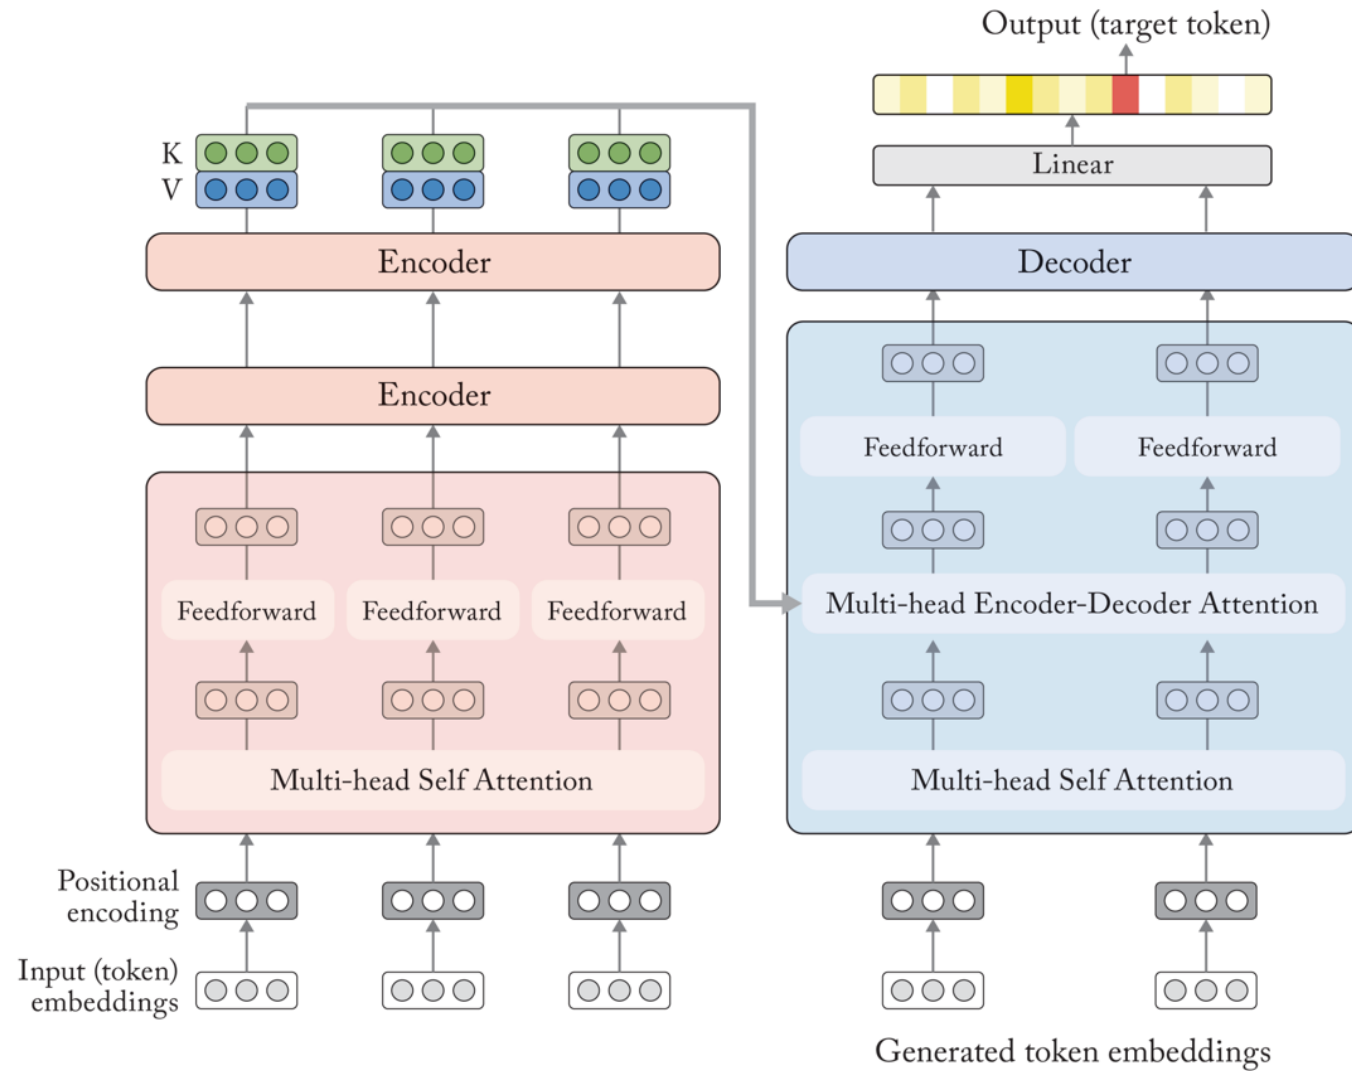 Output (target token)
K
V
Linear
Encoder
Decoder
Encoder
Feedforward
Feedforward
Feedforward
Feedforward
Feedforward
Multi-head Encoder-Decoder Attention
Multi-head Self Attention
Multi-head Self Attention
Positional
encoding
Input (token)
embeddings
Generated token embeddings